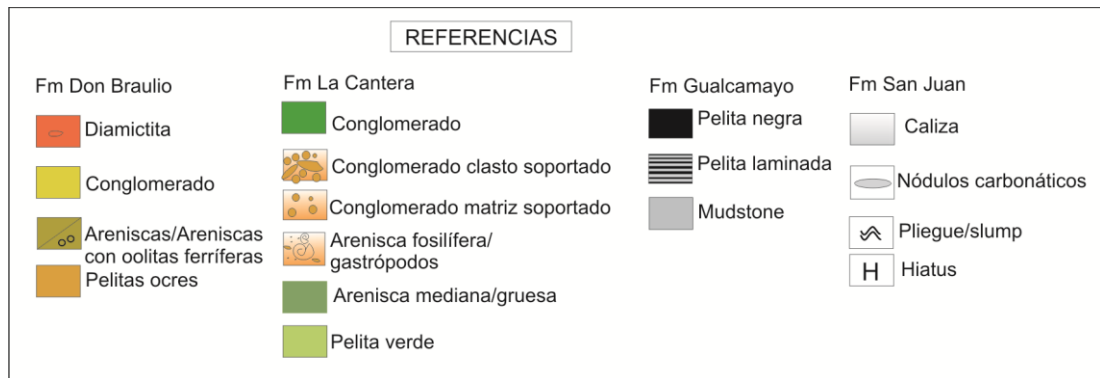 REFERENCIAS
Fm Don Braulio
Diamictita
Conglomerado
Areniscas/Areniscas
con oolitas ferríferas
Pelitas ocres
Fm La Cantera
Conglomerado
Conglomerado clasto soportado
Conglomerado matriz soportado
Arenisca fosilífera/
gastrópodos
Arenisca mediana/gruesa
Pelita verde
Fm Gualcamayo
Pelita negra
Pelita laminada
Mudstone
Fm San Juan
Caliza
Nódulos carbonáticos
Pliegue/slump
H Hiatus